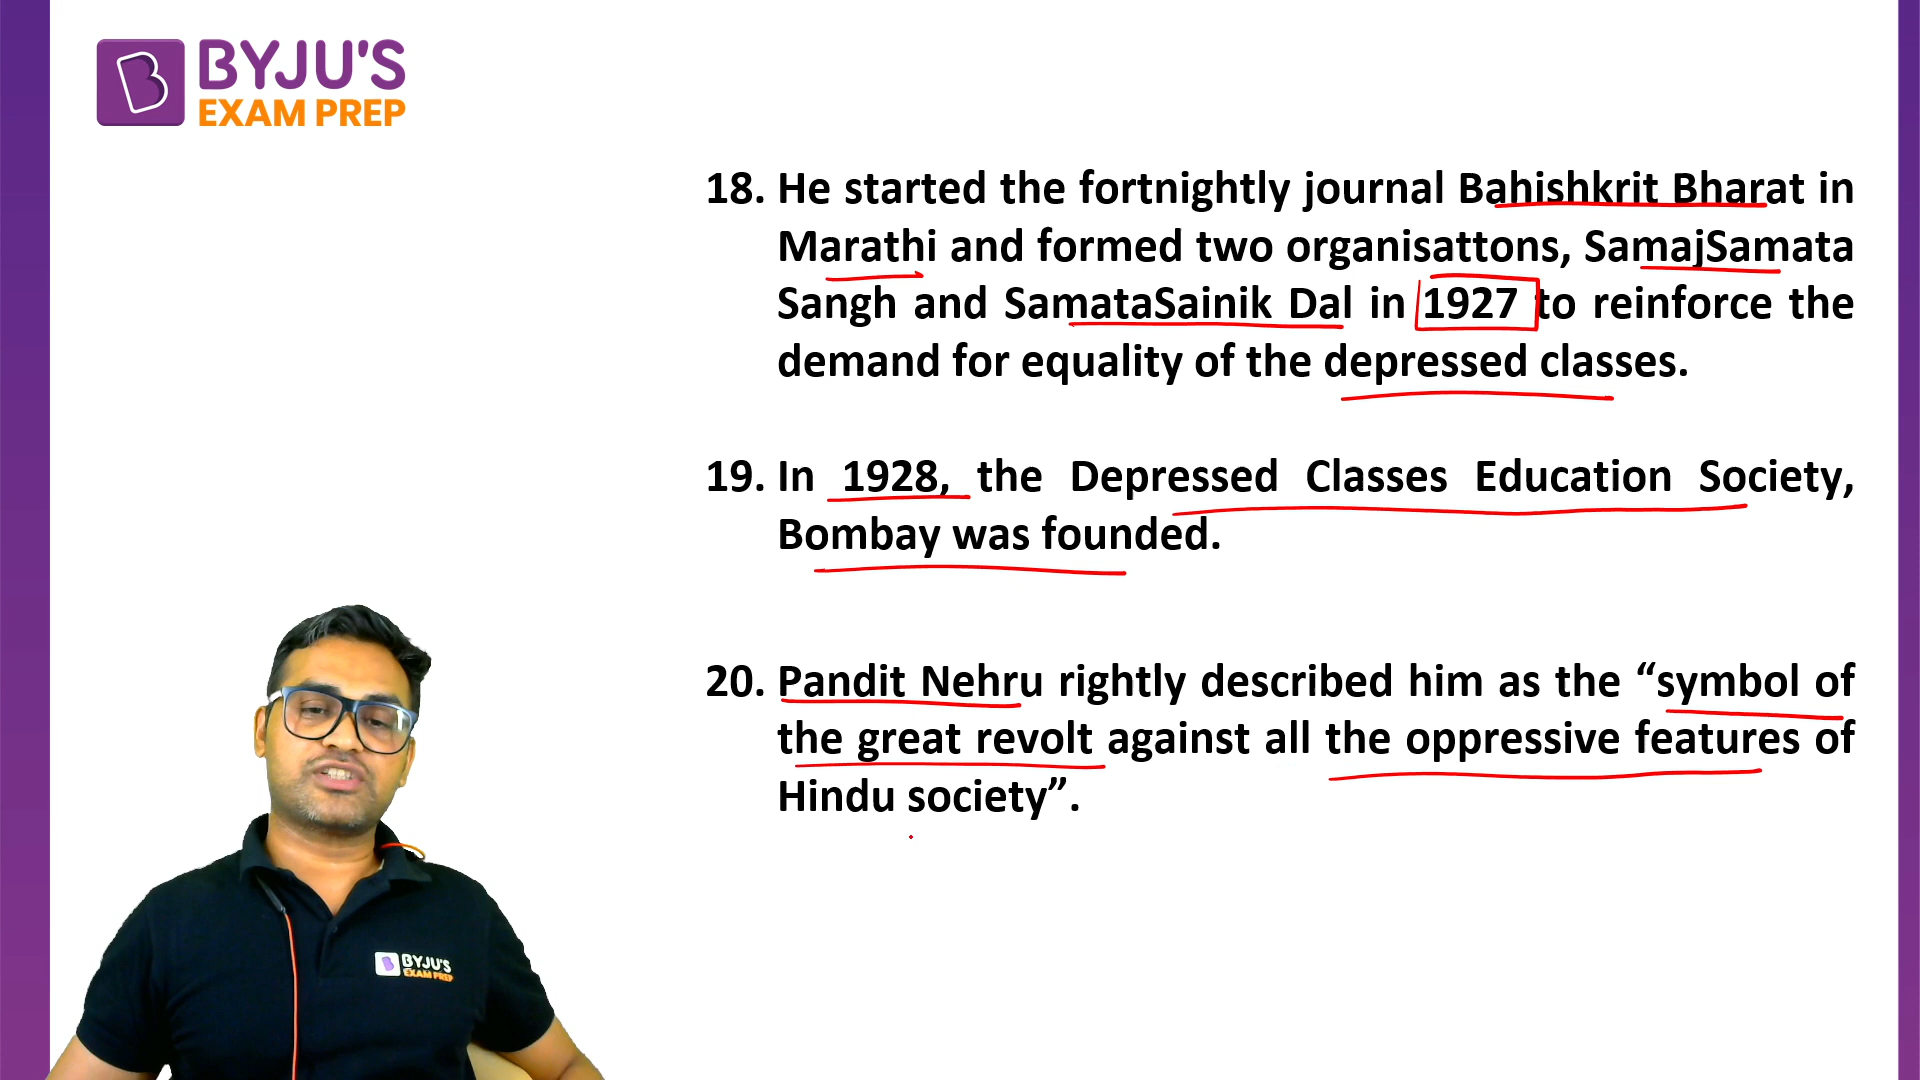 BYJU'S
EXAM PREP
18. He started the fortnightly journal Bahishkrit Bharat in
Marathi and formed two organisattons, SamajSamata
Sangh and SamataSainik Dal in 1927 to reinforce the
demand for equality of the depressed classes.
19. In 1928, the Depressed Classes Education Society,
Bombay was founded.
20. Pandit Nehru rightly described him as the “symbol of
the great revolt against all the oppressive features of
Hindu society”.
BYJU'S
EXAM PREP